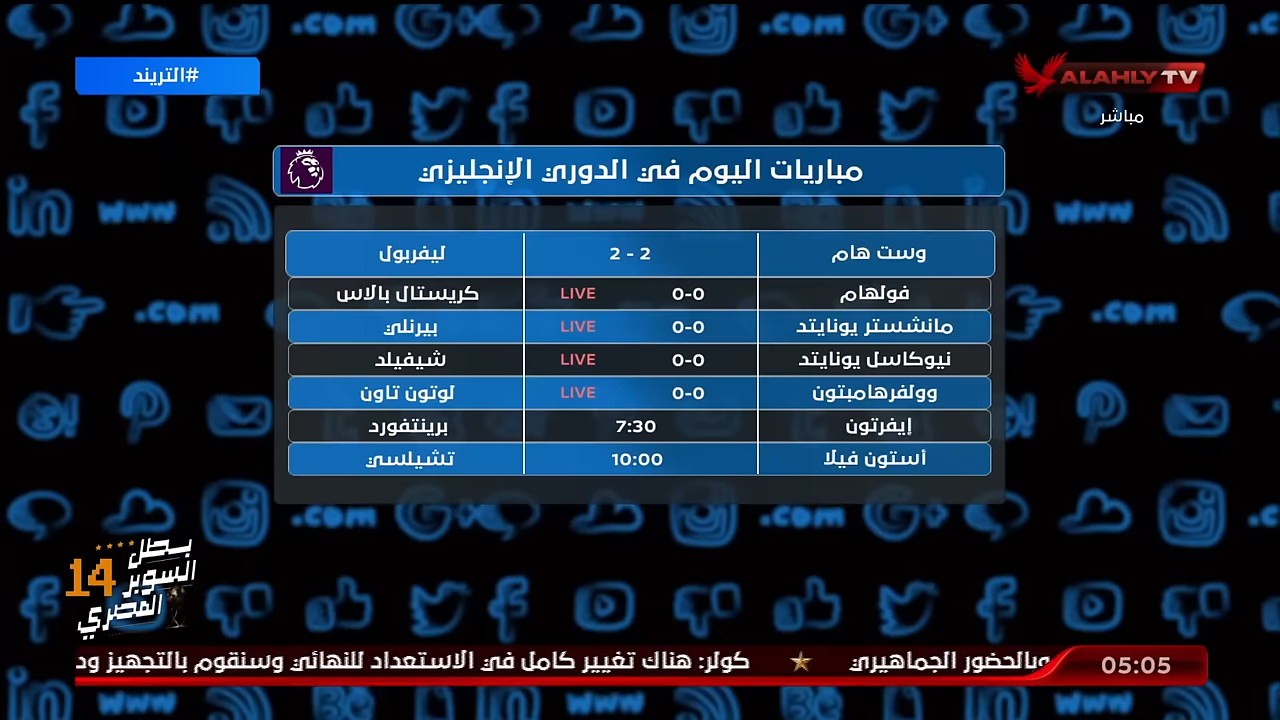 #التريند
ALAHLY TV
مباشر
مباريات اليوم في الدوري الإنجليزي
وست هام 2 - 2 ليفربول
فولهام 0-0 LIVE كريستال بالاس
مانشستر يونايتد 0-0 LIVE بيرنلي
نيوكاسل يونايتد 0-0 LIVE شيفيلد
وولفرهامبتون 0-0 LIVE لوتون تاون
إيفرتون 7:30 برينتفورد
أستون فيلا 10:00 تشيلسي
بطل
السوبر 14
المصري
05:05 وبالحضور الجماهيري ★ كولر: هناك تغيير كامل في الاستعداد للنهائي وسنقوم بالتجهيز ود